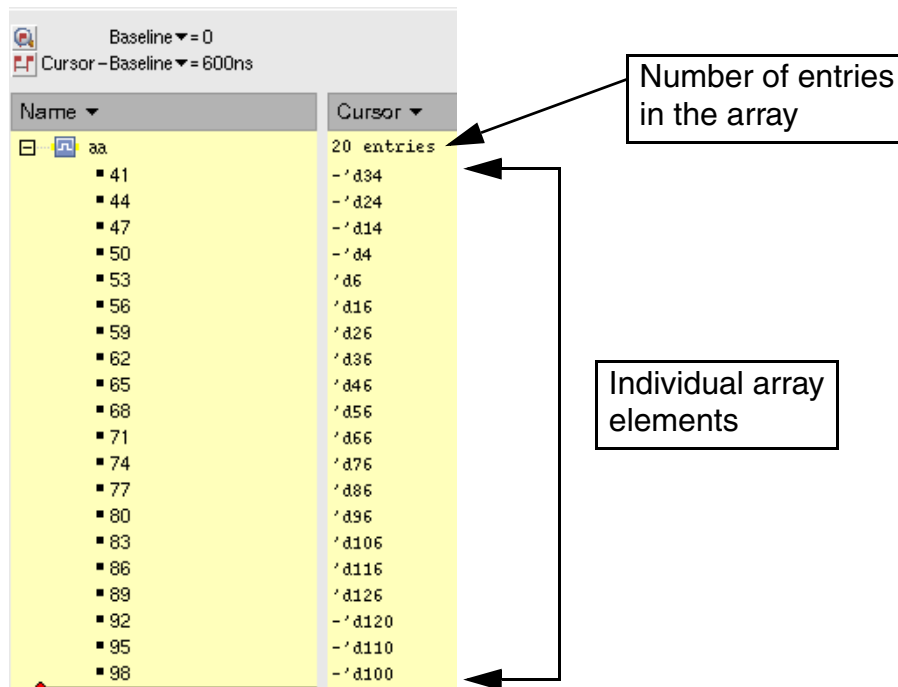 Baseline▼= 0
Cursor–Baseline▼= 600ns
Name ▼ Cursor ▼
aa 20 entries
41 -'d34
44 -'d24
47 -'d14
50 -'d4
53 'd6
56 'd16
59 'd26
62 'd36
65 'd46
68 'd56
71 'd66
74 'd76
77 'd86
80 'd96
83 'd106
86 'd116
89 'd126
92 -'d120
95 -'d110
98 -'d100
Number of entries
in the array
Individual array
elements